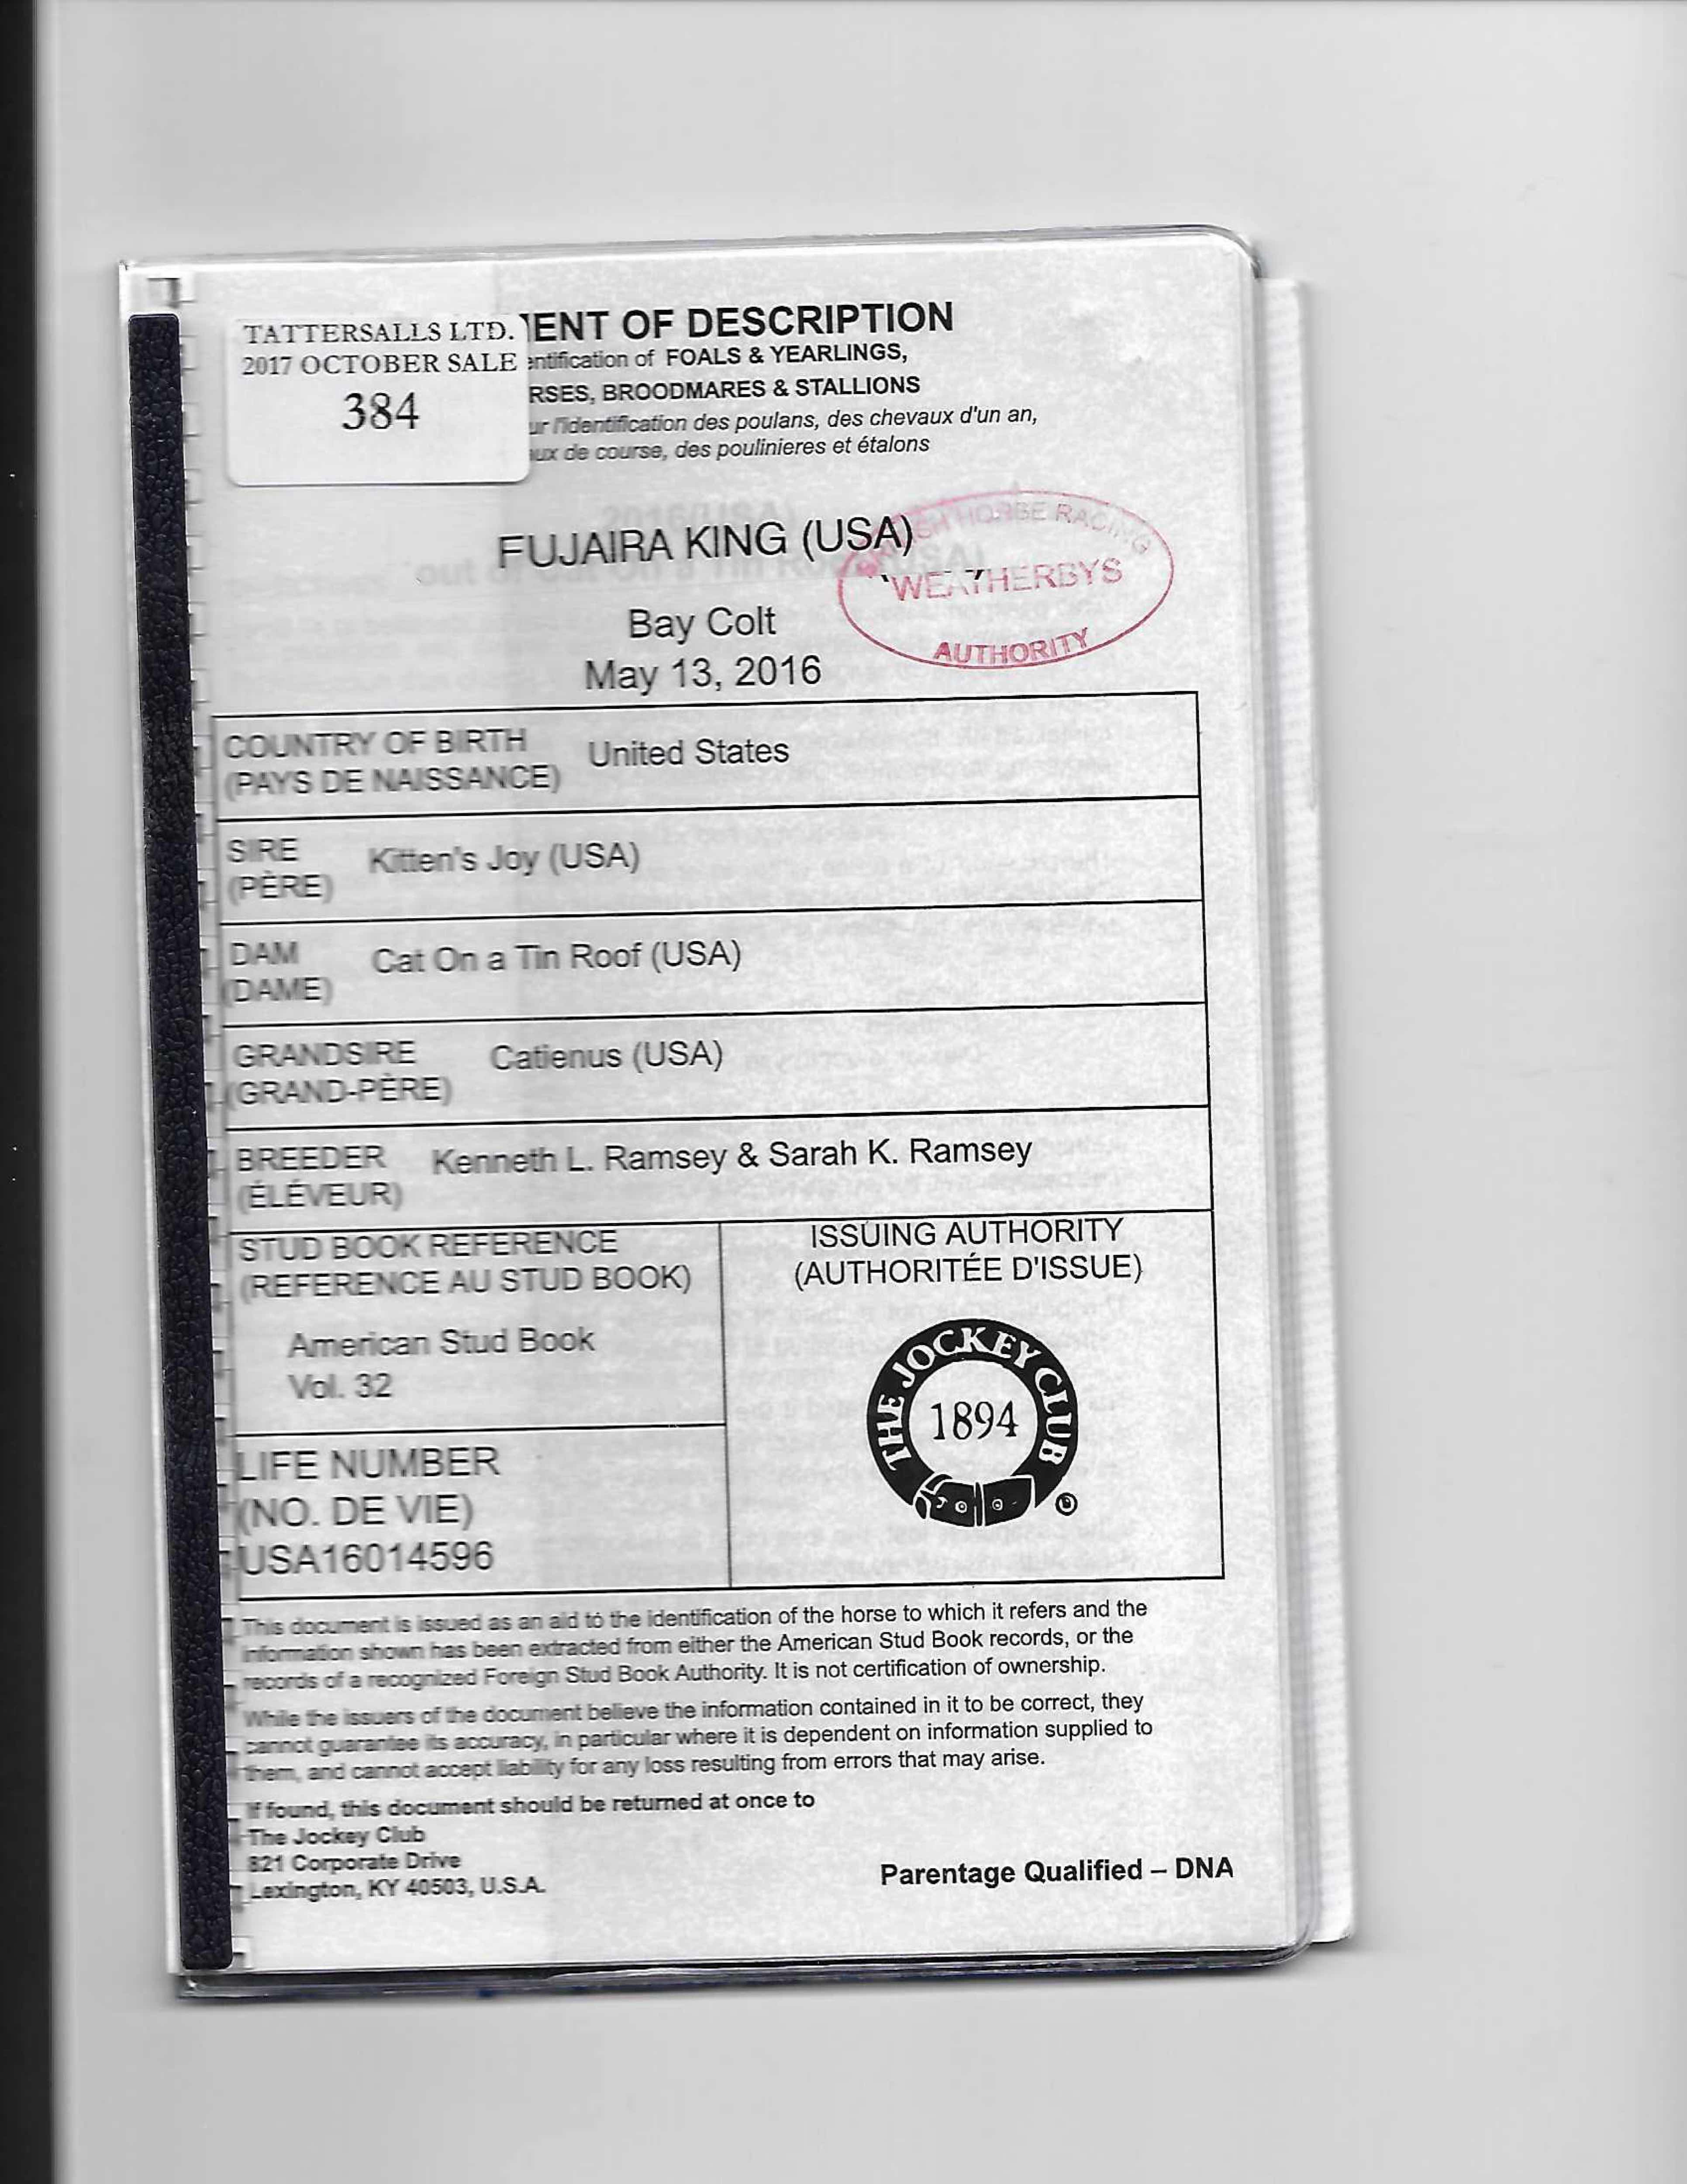 TATTERSALLS LTD.
2017 OCTOBER SALE
384
OF DESCRIPTION
of FOALS & YEARLINGS,
BROODMARES & STALLIONS
l'identification des poulans, des chevaux d'un an,
de course, des poulinieres et étalons
FUJAIRA KING (USA)
HORSE RACING
WEATHERBYS
AUTHORITY
Bay Colt
May 13, 2016
COUNTRY OF BIRTH
(PAYS DE NAISSANCE)
United States
SIRE
(PÈRE)
Kitten's Joy (USA)
DAM
(DAME)
Cat On a Tin Roof (USA)
GRANDSIRE
(GRAND-PÈRE)
Catienus (USA)
BREEDER
(ÉLÉVEUR)
Kenneth L. Ramsey & Sarah K. Ramsey
STUD BOOK REFERENCE
(REFERENCE AU STUD BOOK)
American Stud Book
Vol. 32
LIFE NUMBER
(NO. DE VIE)
USA16014596
ISSUING AUTHORITY
(AUTHORITÉE D'ISSUE)
THE JOCKEY CLUB
1894
This document is issued as an aid to the identification of the horse to which it refers and the
information shown has been extracted from either the American Stud Book records, or the
records of a recognized Foreign Stud Book Authority. It is not certification of ownership.
While the issuers of the document believe the information contained in it to be correct, they
cannot guarantee its accuracy, in particular where it is dependent on information supplied to
them, and cannot accept liability for any loss resulting from errors that may arise.
If found, this document should be returned at once to
The Jockey Club
821 Corporate Drive
Lexington, KY 40503, U.S.A.
Parentage Qualified – DNA